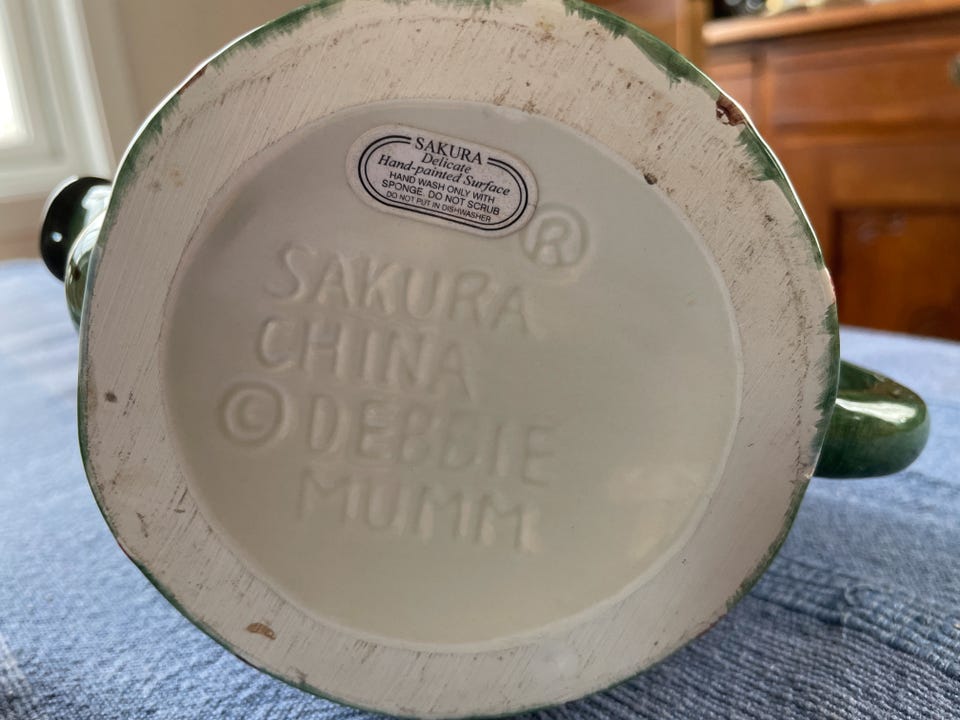 SAKURA
Delicate
Hand-painted Surface
HAND WASH ONLY WITH
SPONGE. DO NOT SCRUB
DO NOT PUT IN DISHWASHER
®
SAKURA
CHINA
© DEBBIE
MUMM